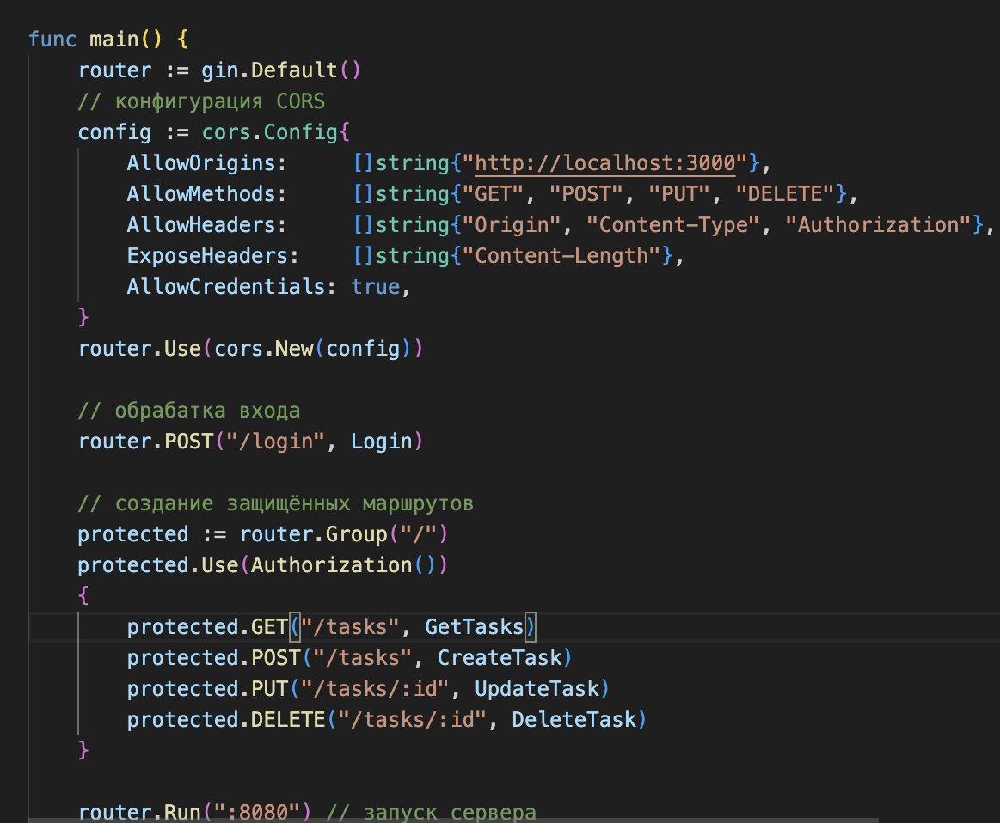 func main() {
router := gin.Default()
// конфигурация CORS
config := cors.Config{
AllowOrigins:     []string{"http://localhost:3000"},
AllowMethods:     []string{"GET", "POST", "PUT", "DELETE"},
AllowHeaders:     []string{"Origin", "Content-Type", "Authorization"},
ExposeHeaders:    []string{"Content-Length"},
AllowCredentials: true,
}
router.Use(cors.New(config))
// обрабатка входа
router.POST("/login", Login)
// создание защищённых маршрутов
protected := router.Group("/")
protected.Use(Authorization())
{
protected.GET("/tasks", GetTasks)
protected.POST("/tasks", CreateTask)
protected.PUT("/tasks/:id", UpdateTask)
protected.DELETE("/tasks/:id", DeleteTask)
}
router.Run(":8080") // запуск сервера